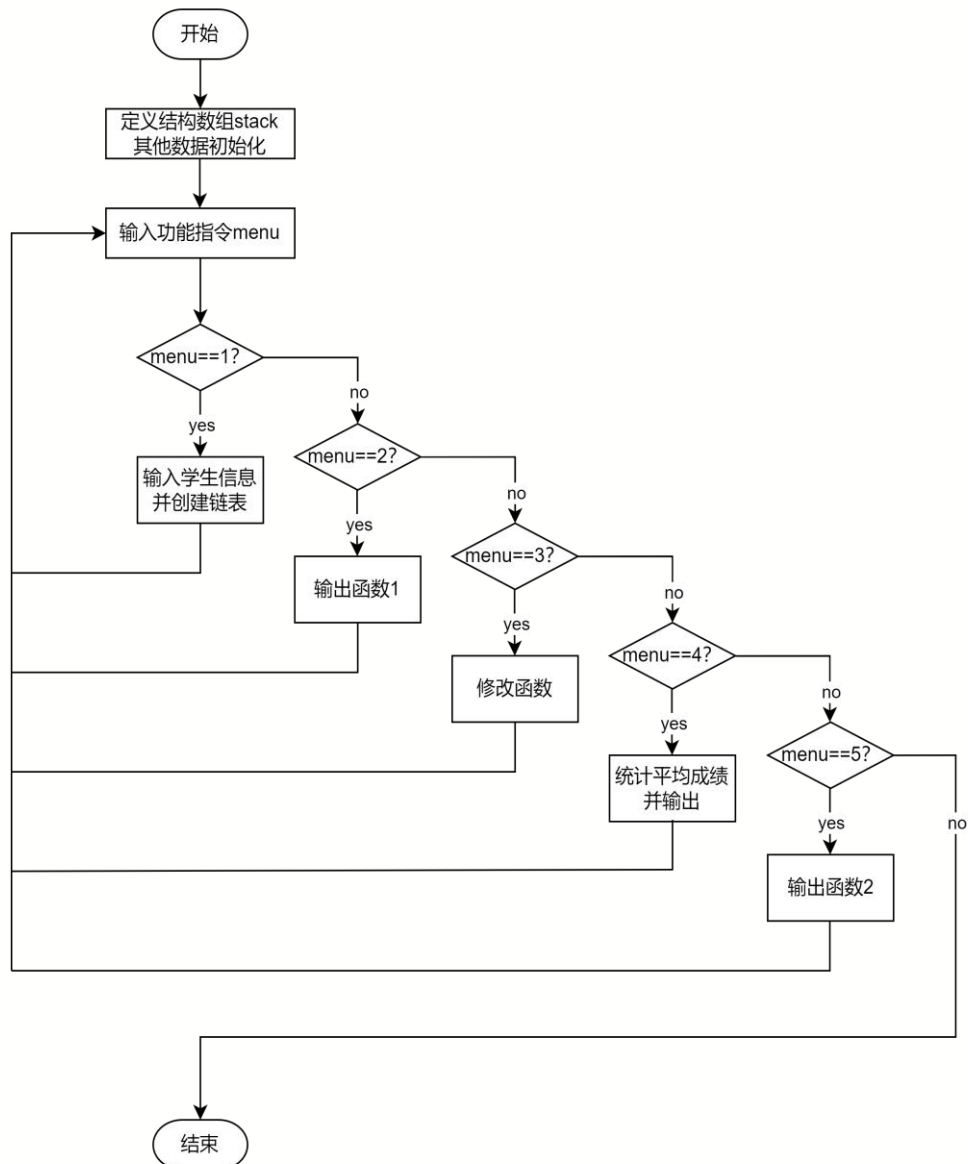 开始
定义结构数组stack
其他数据初始化
输入功能指令menu
menu==1?
no
yes
menu==2?
输入学生信息
并创建链表
no
yes
menu==3?
输出函数1
no
yes
menu==4?
修改函数
no
yes
menu==5?
统计平均成绩
并输出
yes
no
输出函数2
结束